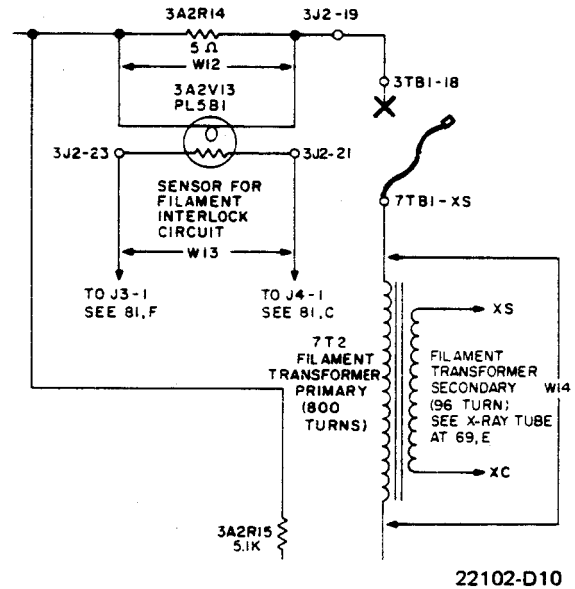 3A2R14
3J2-19
5 Ω
W12
3TB1-18
3A2V13
PL5B1
3J2-23
3J2-21
SENSOR FOR
FILAMENT
INTERLOCK
CIRCUIT
7TB1-XS
W13
TO J3-1
SEE 81,F
TO J4-1
SEE 81,C
XS
7T2
FILAMENT
TRANSFORMER
PRIMARY
(800
TURNS)
FILAMENT
TRANSFORMER
SECONDARY
(96 TURN)
SEE X-RAY TUBE
AT 69,E
W14
XC
3A2R15
5.1K
22102-D10